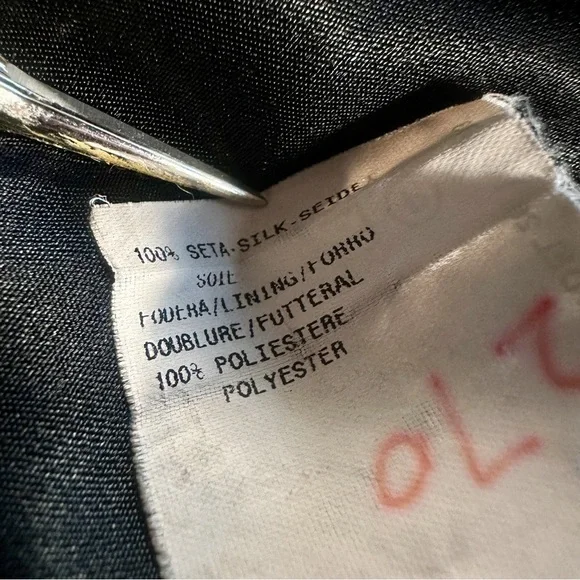 100% SETA-SILK-SEIDE
SOIE
FODERA/LINING/FORRO
DOUBLURE/FUTTERAL
100% POLIESTERE
POLYESTER